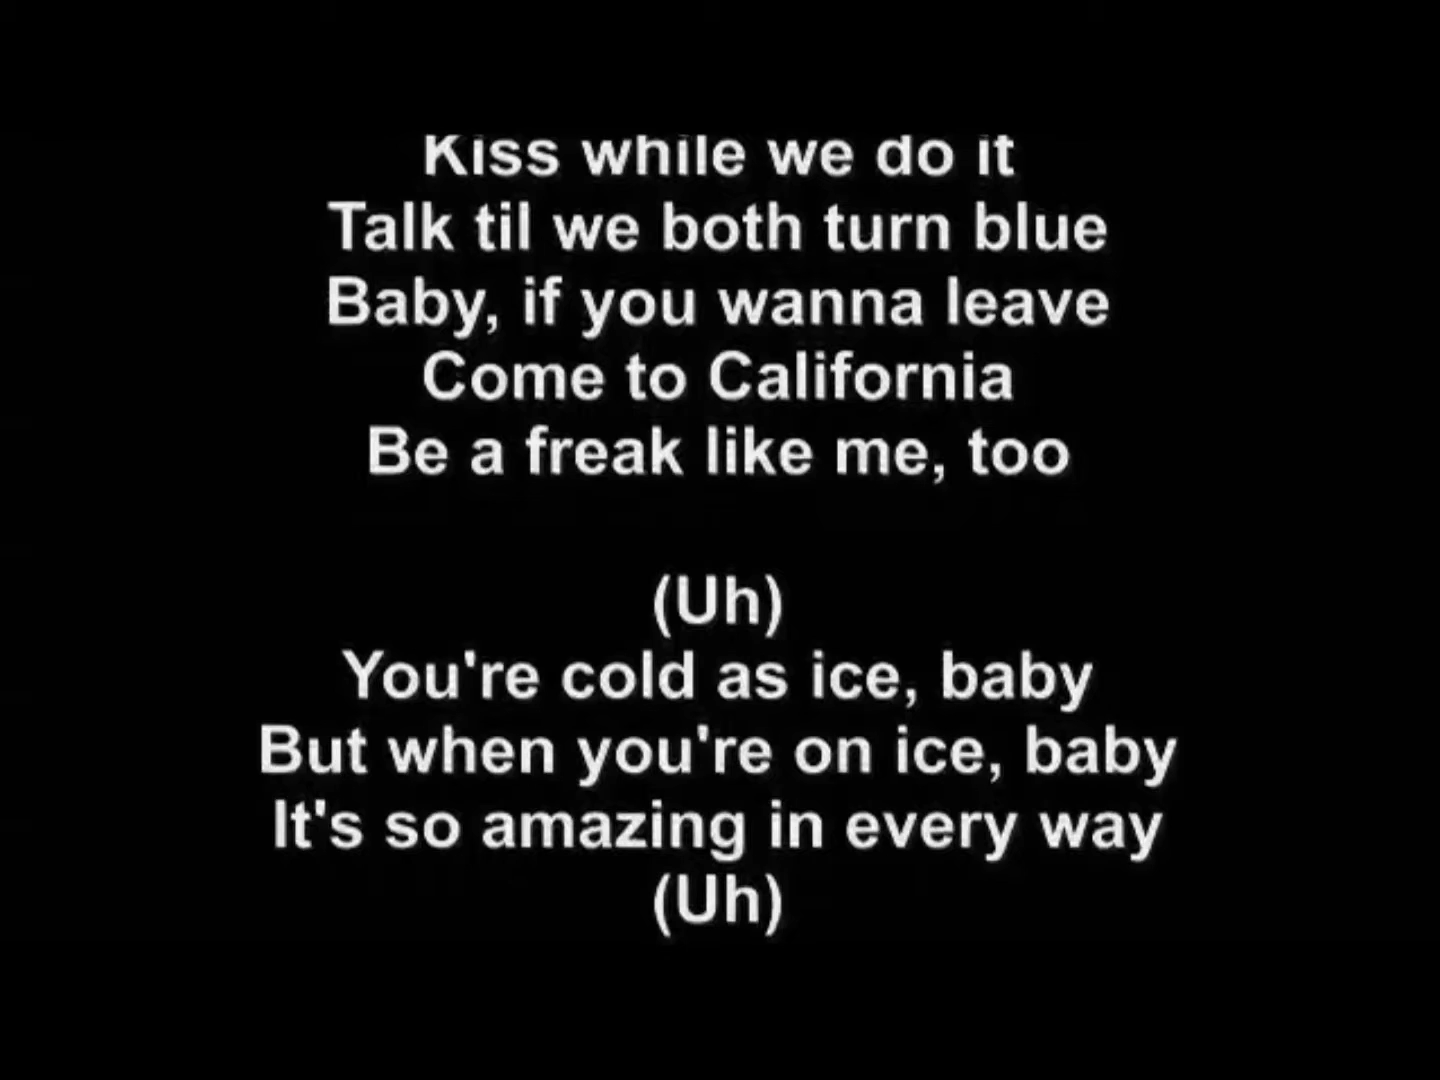 Kiss while we do it
Talk til we both turn blue
Baby, if you wanna leave
Come to California
Be a freak like me, too
(Uh)
You're cold as ice, baby
But when you're on ice, baby
It's so amazing in every way
(Uh)